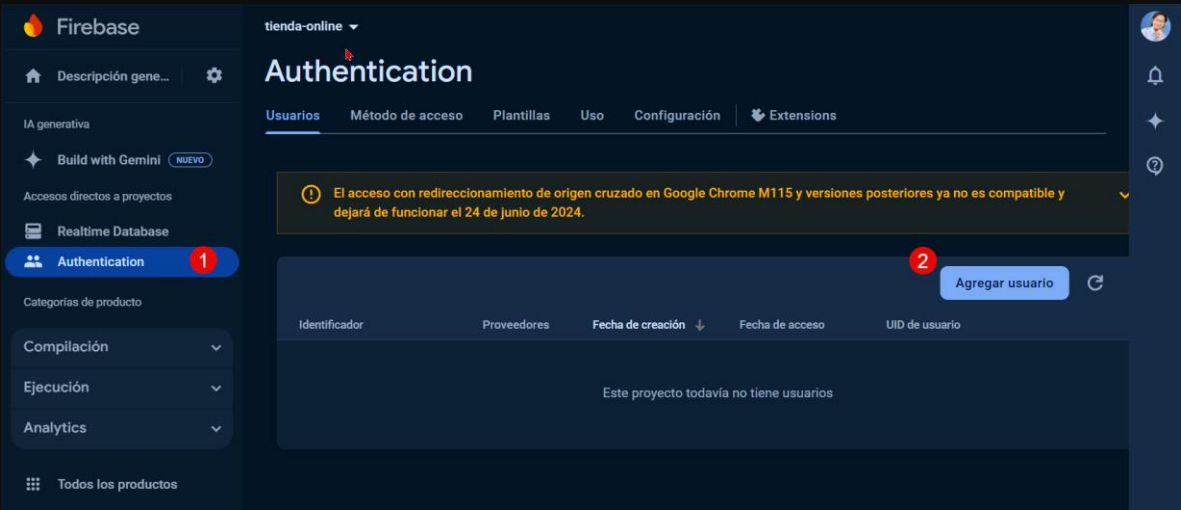 Firebase
Descripción gene...
IA generativa
Build with Gemini NUEVO
Accesos directos a proyectos
Realtime Database
Authentication 1
Categorías de producto
Compilación
Ejecución
Analytics
Todos los productos
tienda-online
Authentication
Usuarios Método de acceso Plantillas Uso Configuración Extensions
El acceso con redireccionamiento de origen cruzado en Google Chrome M115 y versiones posteriores ya no es compatible y
dejará de funcionar el 24 de junio de 2024.
2
Agregar usuario
Identificador Proveedores Fecha de creación Fecha de acceso UID de usuario
Este proyecto todavía no tiene usuarios